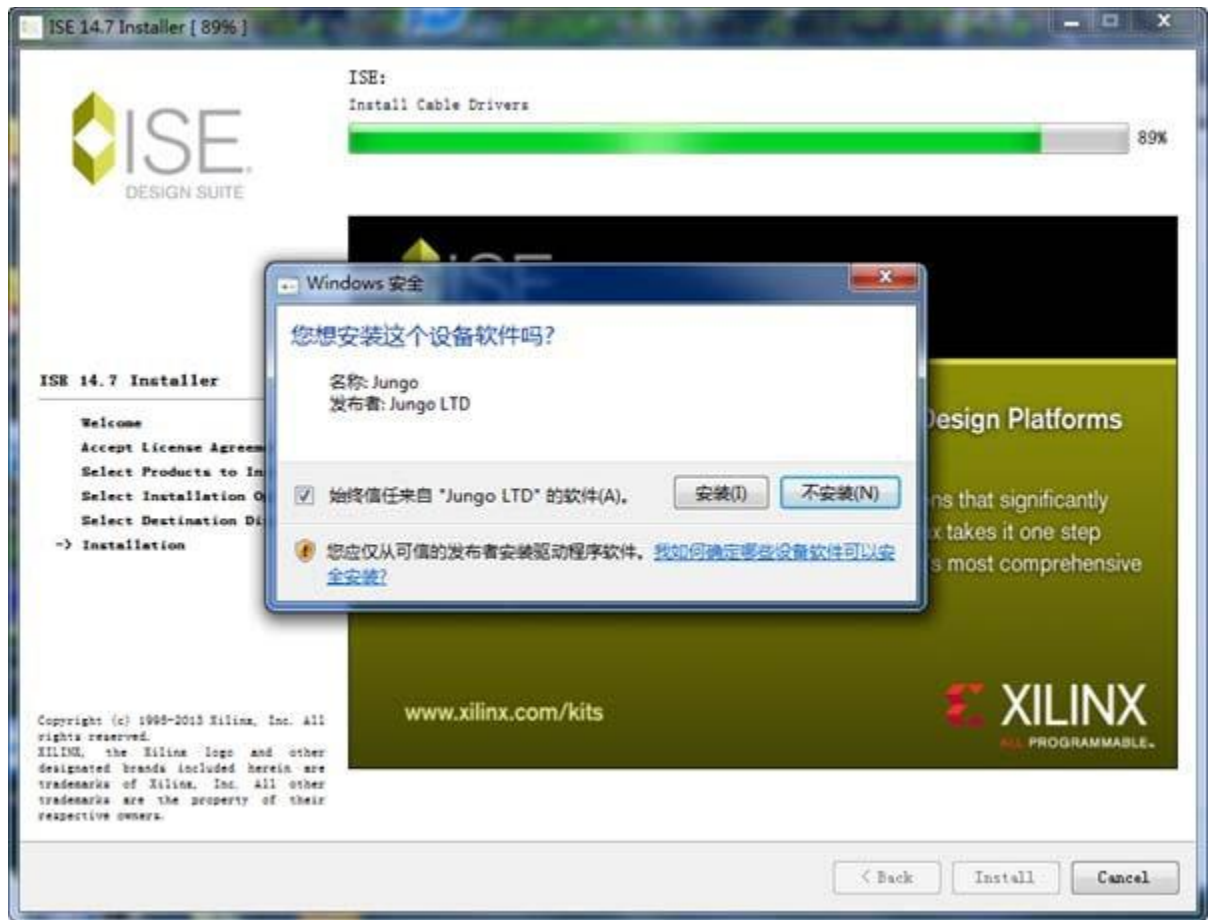 ISE 14.7 Installer [ 89% ]
ISE:
Install Cable Drivers
89%
ISE.
DESIGN SUITE
ISE
Windows 安全
您想安装这个设备软件吗?
名称: Jungo
发布者: Jungo LTD
始终信任来自 "Jungo LTD" 的软件(A)。
安装(I)
不安装(N)
您应仅从可信的发布者安装驱动程序软件。我如何确定哪些设备软件可以安
全安装?
ISE 14.7 Installer
Welcome
Accept License
Select Products to
Select Installation
Select Destination
-> Installation
Design Platforms
that significantly
takes it one step
most comprehensive
www.xilinx.com/kits
XILINX
ALL PROGRAMMABLE.
Copyright (c) 1995-2013 Xilinx, Inc. All
rights reserved.
XILINX, the Xilinx logo and other
designated brands included herein are
trademarks of Xilinx, Inc. All other
trademarks are the property of their
respective owners.
< Back
Install
Cancel